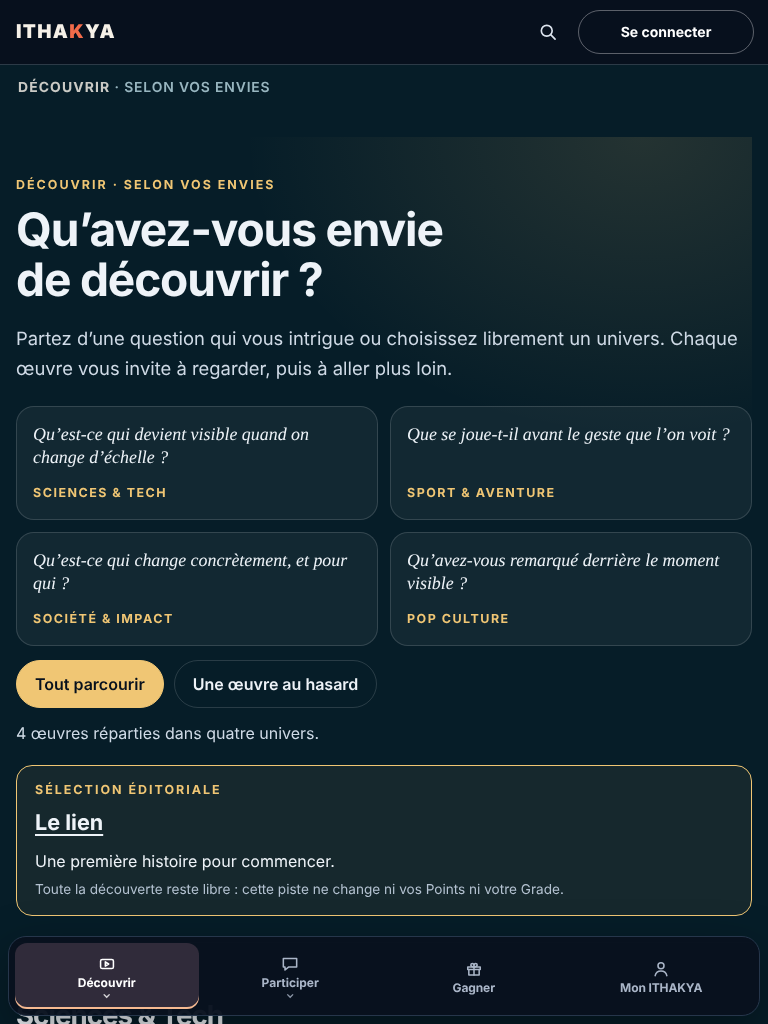 ITHAKYA
Se connecter
DÉCOUVRIR · SELON VOS ENVIES
DÉCOUVRIR · SELON VOS ENVIES
Qu’avez-vous envie
de découvrir ?
Partez d’une question qui vous intrigue ou choisissez librement un univers. Chaque
œuvre vous invite à regarder, puis à aller plus loin.
Qu’est-ce qui devient visible quand on
change d’échelle ?
SCIENCES & TECH
Que se joue-t-il avant le geste que l’on voit ?
SPORT & AVENTURE
Qu’est-ce qui change concrètement, et pour
qui ?
SOCIÉTÉ & IMPACT
Qu’avez-vous remarqué derrière le moment
visible ?
POP CULTURE
Tout parcourir
Une œuvre au hasard
4 œuvres réparties dans quatre univers.
SÉLECTION ÉDITORIALE
Le lien
Une première histoire pour commencer.
Toute la découverte reste libre : cette piste ne change ni vos Points ni votre Grade.
Découvrir
Participer
Gagner
Mon ITHAKYA
Sciences & Tech